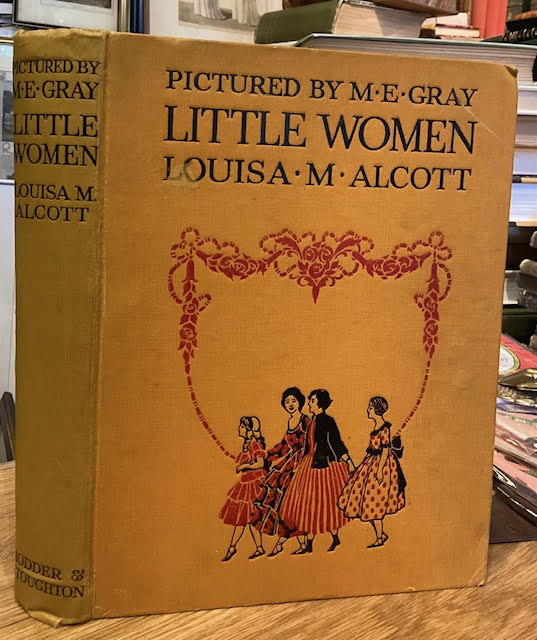 PICTURED BY
M·E·GRAY
LITTLE
WOMEN
LOUISA M.
ALCOTT
HODDER &
STOUGHTON
PICTURED BY M·E·GRAY
LITTLE WOMEN
LOUISA·M·ALCOTT